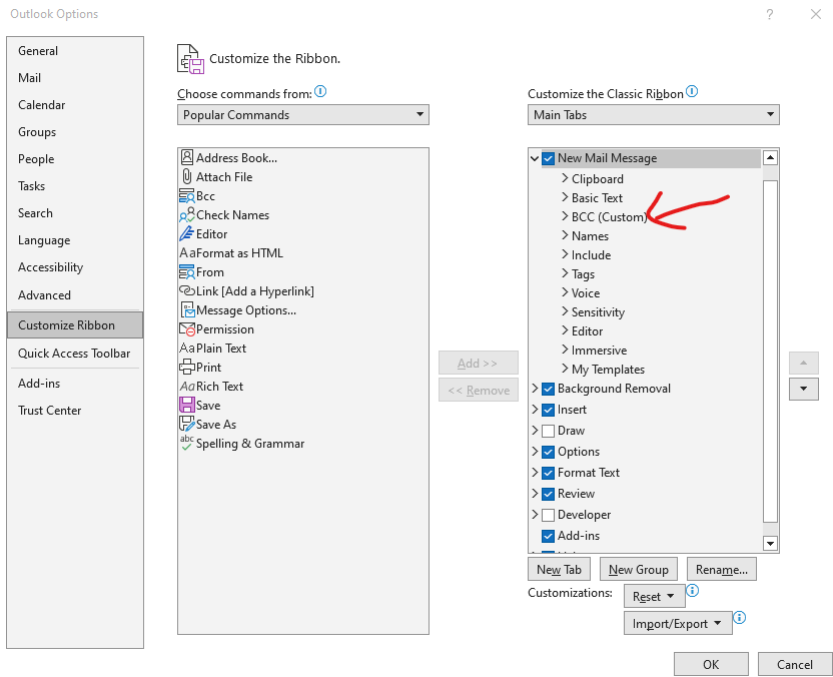 Outlook Options
?
General
Mail
Calendar
Groups
People
Tasks
Search
Language
Accessibility
Advanced
Customize Ribbon
Quick Access Toolbar
Add-ins
Trust Center
Customize the Ribbon.
Choose commands from:
Popular Commands
Address Book...
Attach File
Bcc
Check Names
Editor
Format as HTML
From
Link [Add a Hyperlink]
Message Options...
Permission
Plain Text
Print
Rich Text
Save
Save As
Spelling & Grammar
Add >>
<< Remove
Customize the Classic Ribbon
Main Tabs
New Mail Message
Clipboard
Basic Text
BCC (Custom)
Names
Include
Tags
Voice
Sensitivity
Editor
Immersive
My Templates
Background Removal
Insert
Draw
Options
Format Text
Review
Developer
Add-ins
New Tab
New Group
Rename...
Customizations:
Reset
Import/Export
OK
Cancel